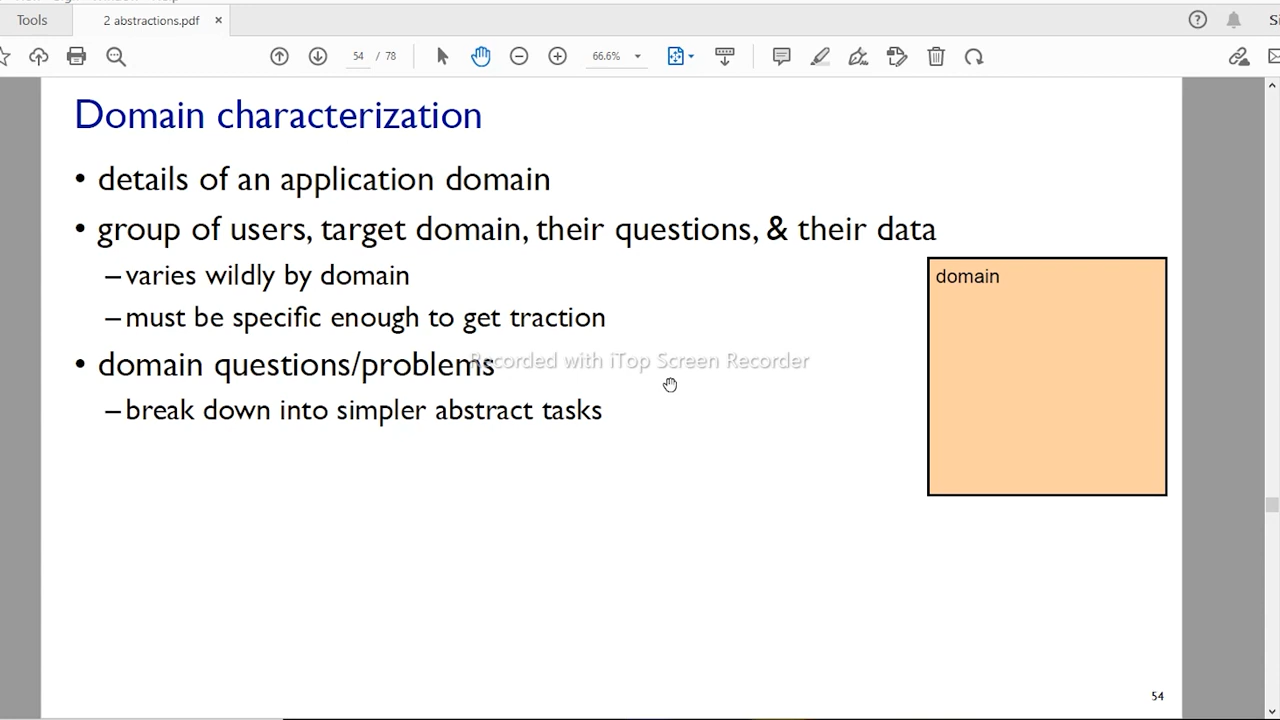 Tools
2 abstractions.pdf ×
54 / 78
66.6%
Domain characterization
• details of an application domain
• group of users, target domain, their questions, & their data
– varies wildly by domain
– must be specific enough to get traction
domain
• domain questions/problems
Recorded with iTop Screen Recorder
– break down into simpler abstract tasks
54